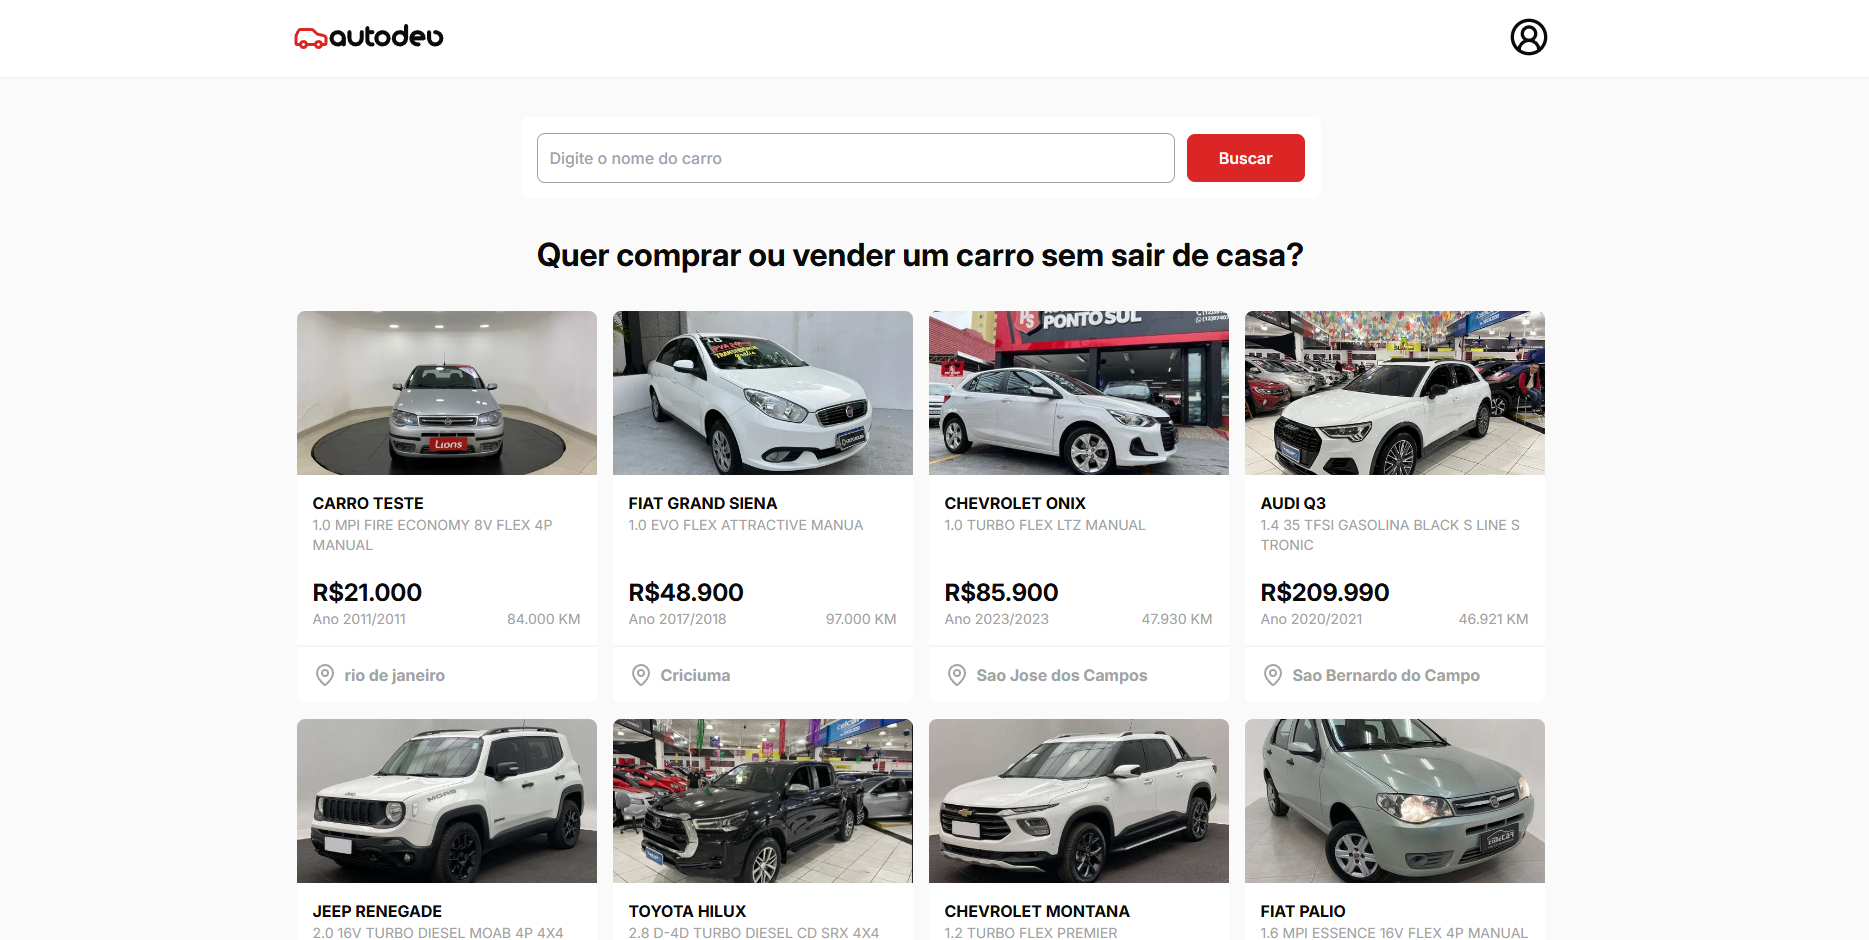 autodev
Digite o nome do carro
Buscar
Quer comprar ou vender um carro sem sair de casa?
PS
PONTO SUL
Lions
CARRO TESTE
1.0 MPI FIRE ECONOMY 8V FLEX 4P
MANUAL
R$21.000
Ano 2011/2011
84.000 KM
rio de janeiro
FIAT GRAND SIENA
1.0 EVO FLEX ATTRACTIVE MANUA
R$48.900
Ano 2017/2018
97.000 KM
Criciuma
CHEVROLET ONIX
1.0 TURBO FLEX LTZ MANUAL
R$85.900
Ano 2023/2023
47.930 KM
Sao Jose dos Campos
AUDI Q3
1.4 35 TFSI GASOLINA BLACK S LINE S
TRONIC
R$209.990
Ano 2020/2021
46.921 KM
Sao Bernardo do Campo
JEEP RENEGADE
2.0 16V TURBO DIESEL MOAB 4P 4X4
TOYOTA HILUX
2.8 D-4D TURBO DIESEL CD SRX 4X4
CHEVROLET MONTANA
1.2 TURBO FLEX PREMIER
FIAT PALIO
1.6 MPI ESSENCE 16V FLEX 4P MANUAL